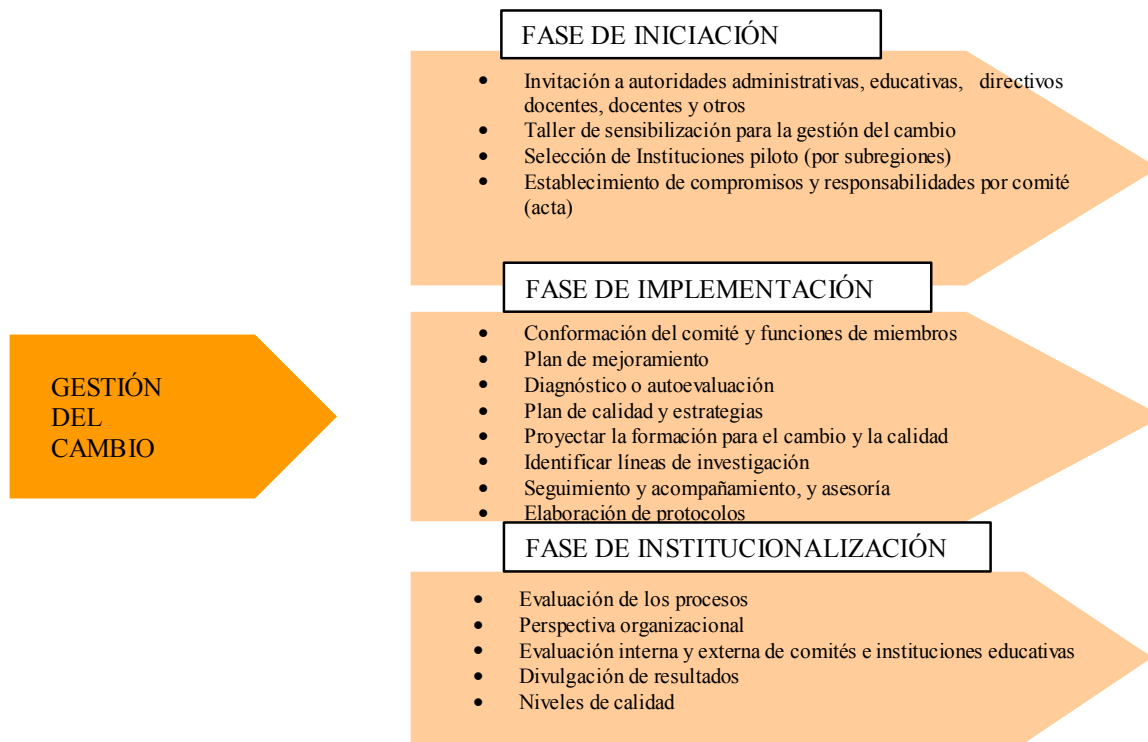 FASE DE INICIACIÓN
• Invitación a autoridades administrativas, educativas, directivos
docentes, docentes y otros
• Taller de sensibilización para la gestión del cambio
• Selección de Instituciones piloto (por subregiones)
• Establecimiento de compromisos y responsabilidades por comité
(acta)
FASE DE IMPLEMENTACIÓN
• Conformación del comité y funciones de miembros
• Plan de mejoramiento
• Diagnóstico o autoevaluación
• Plan de calidad y estrategias
• Proyectar la formación para el cambio y la calidad
• Identificar líneas de investigación
• Seguimiento y acompañamiento, y asesoría
• Elaboración de protocolos
GESTIÓN
DEL
CAMBIO
FASE DE INSTITUCIONALIZACIÓN
• Evaluación de los procesos
• Perspectiva organizacional
• Evaluación interna y externa de comités e instituciones educativas
• Divulgación de resultados
• Niveles de calidad